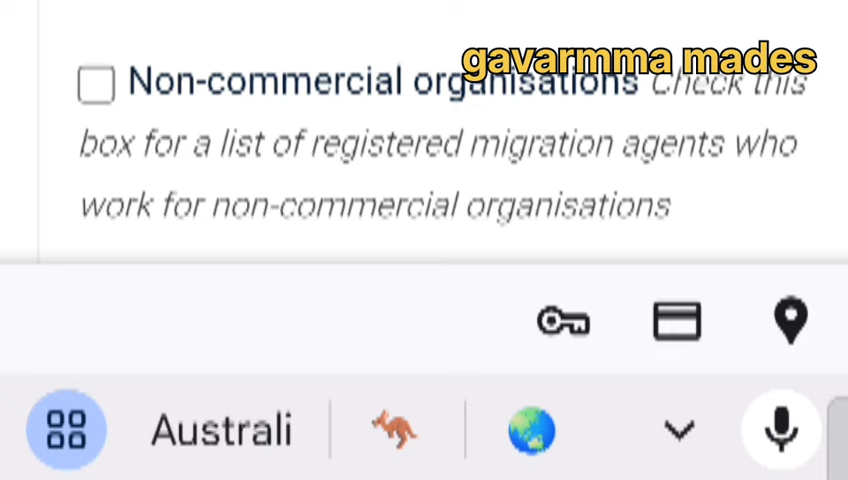 gavarmma mades
Non-commercial organisations Check this
box for a list of registered migration agents who
work for non-commercial organisations
Australi